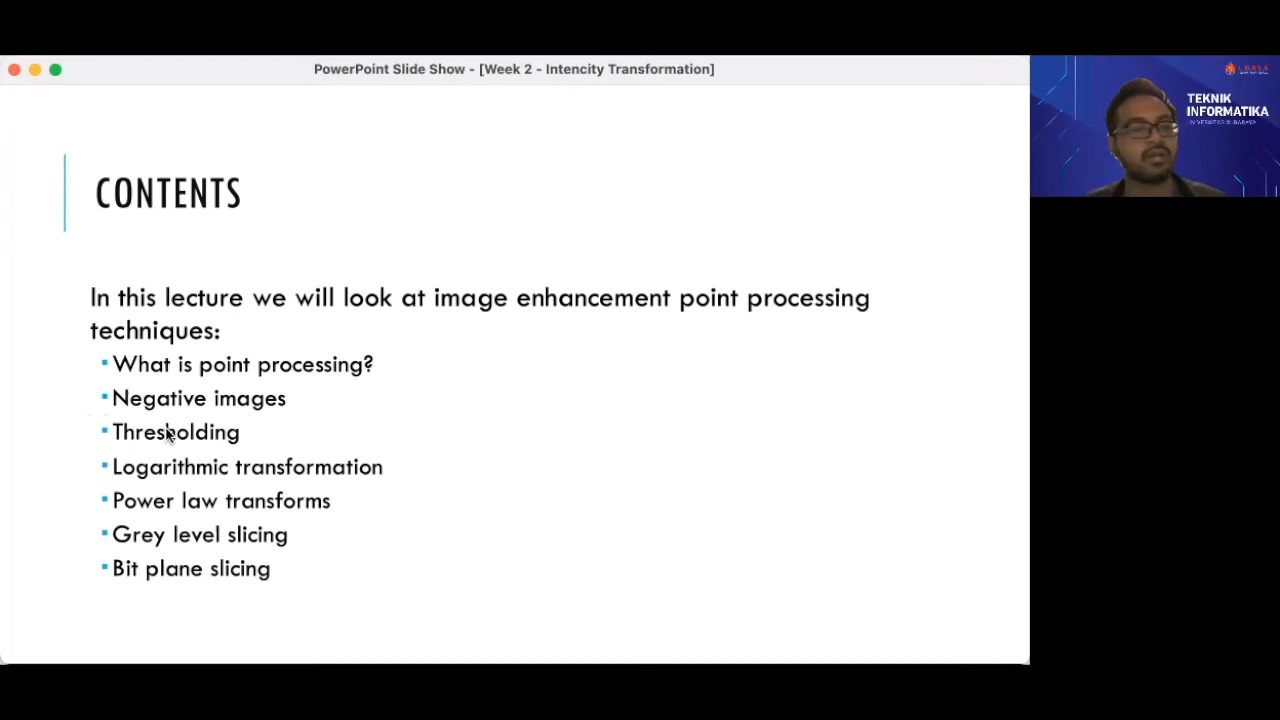 PowerPoint Slide Show - [Week 2 - Intencity Transformation]
TEKNIK
INFORMATIKA
CONTENTS
In this lecture we will look at image enhancement point processing
techniques:
What is point processing?
Negative images
Thresholding
Logarithmic transformation
Power law transforms
Grey level slicing
Bit plane slicing